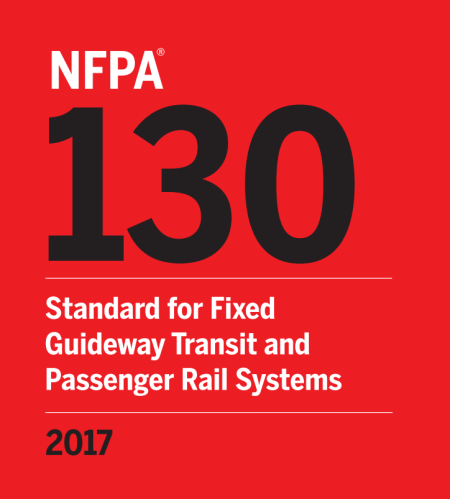 NFPA®
130
Standard for Fixed
Guideway Transit and
Passenger Rail Systems
2017